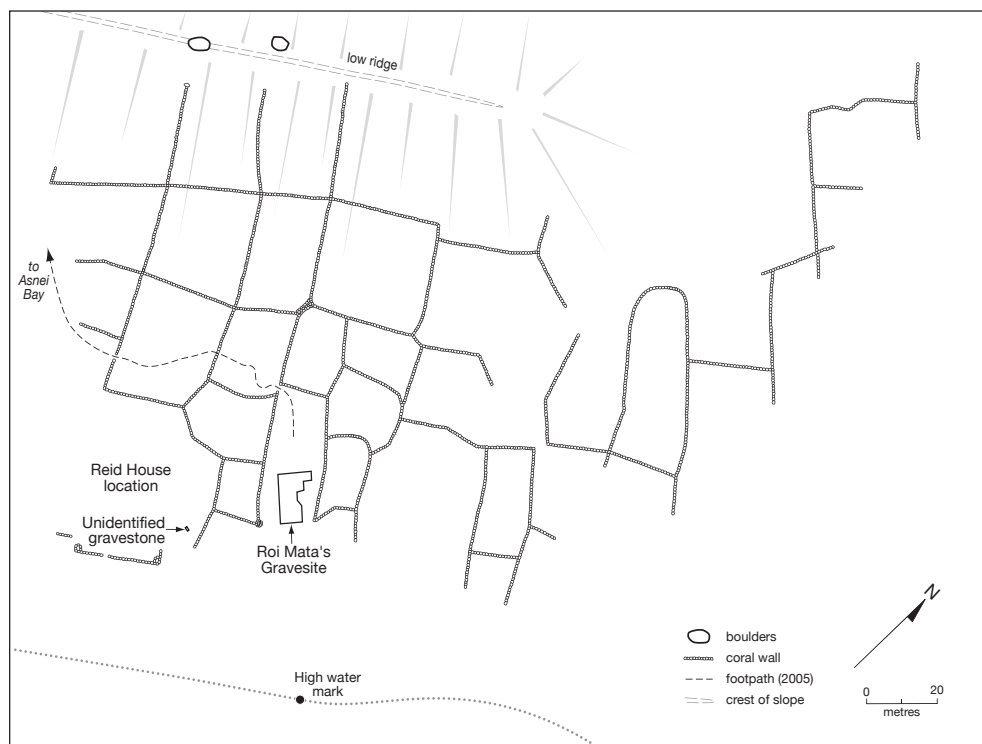 low ridge
to
Asnei
Bay
Reid House
location
Unidentified
gravestone
Roi Mata's
Gravesite
High water
mark
N
boulders
coral wall
footpath (2005)
crest of slope
0 20
metres